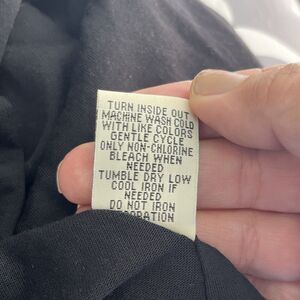 TURN INSIDE OUT
MACHINE WASH COLD
WITH LIKE COLORS
GENTLE CYCLE
ONLY NON-CHLORINE
BLEACH WHEN
NEEDED
TUMBLE DRY LOW
COOL IRON IF
NEEDED
DO NOT IRON